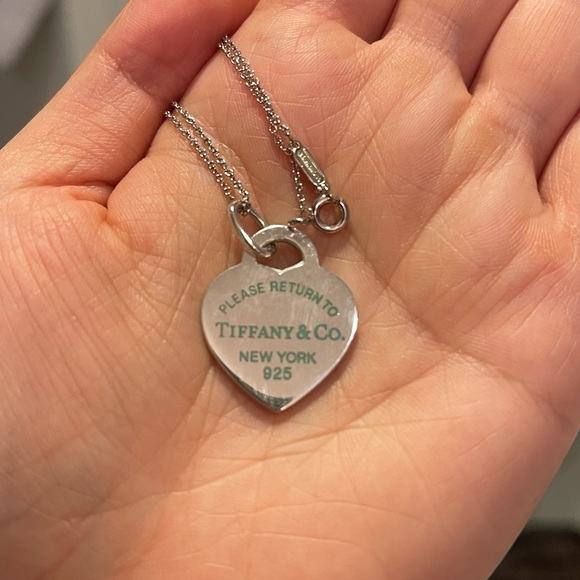 PLEASE RETURN TO
TIFFANY & CO.
NEW YORK
925